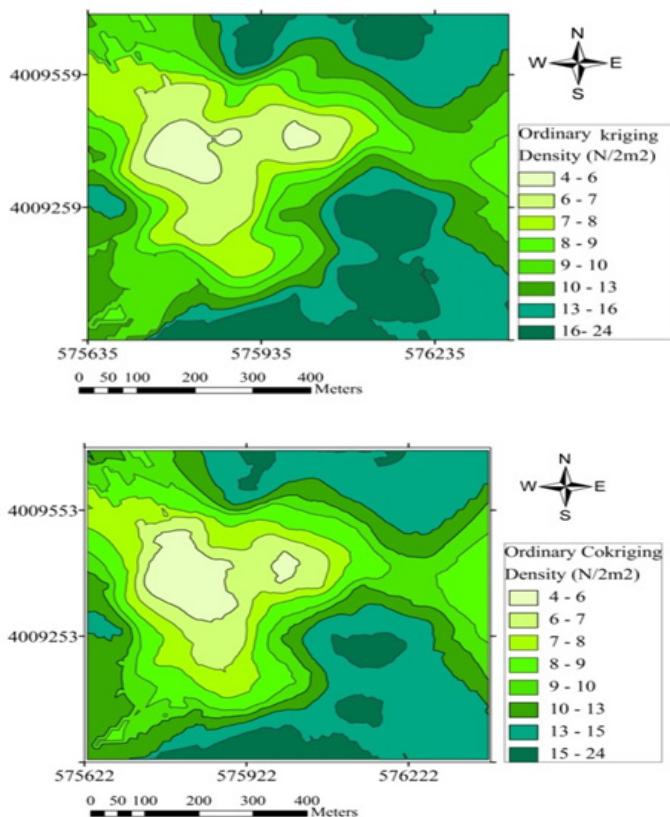 N
W E
S
4009559
4009259
575635 575935 576235
Ordinary kriging
Density (N/2m2)
4 - 6
6 - 7
7 - 8
8 - 9
9 - 10
10 - 13
13 - 16
16- 24
0 50 100 200 300 400
Meters
N
W E
S
4009553
4009253
575622 575922 576222
Ordinary Cokriging
Density (N/2m2)
4 - 6
6 - 7
7 - 8
8 - 9
9 - 10
10 - 13
13 - 15
15 - 24
0 50 100 200 300 400
Meters